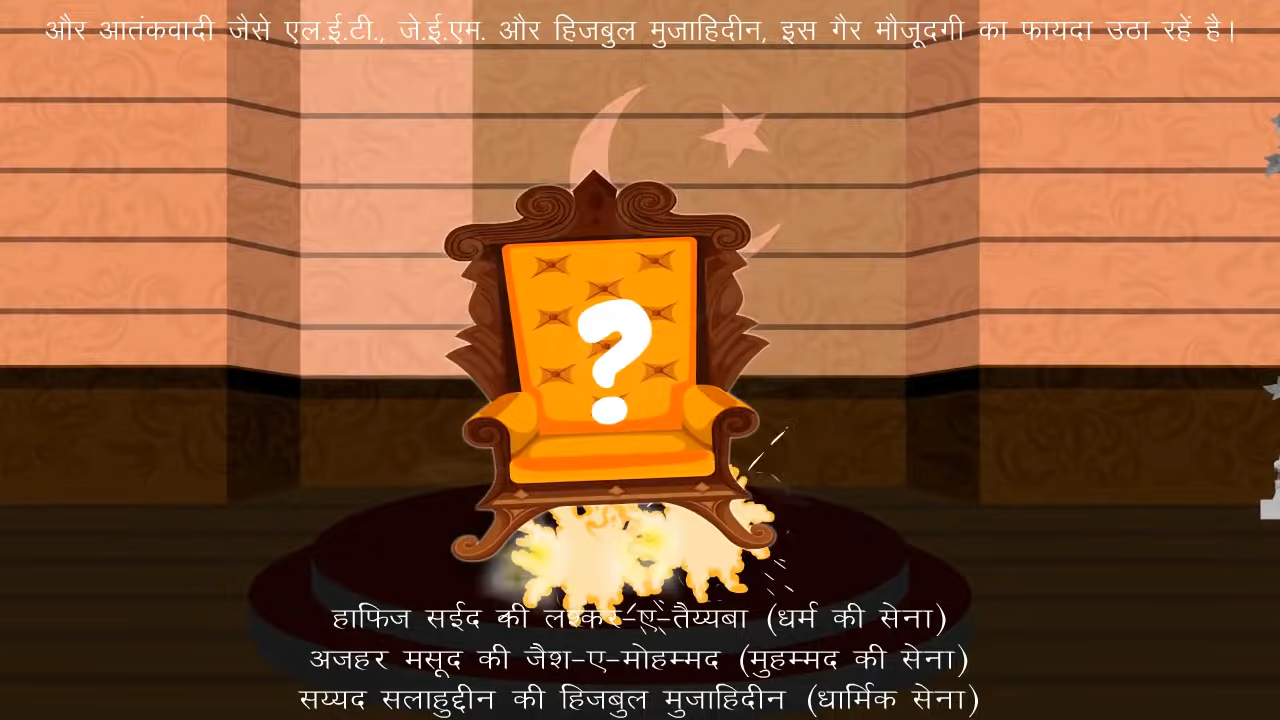 और आतंकवादी जैसे एल.ई.टी., जे.ई.एम. और हिजबुल मुजाहिदीन, इस गैर मौजूदगी का फायदा उठा रहें है।
?
हाफिज सईद की लश्कर-ए-तैय्यबा (धर्म की सेना)
अजहर मसूद की जैश-ए-मोहम्मद (मुहम्मद की सेना)
सय्यद सलाहुद्दीन की हिजबुल मुजाहिदीन (धार्मिक सेना)